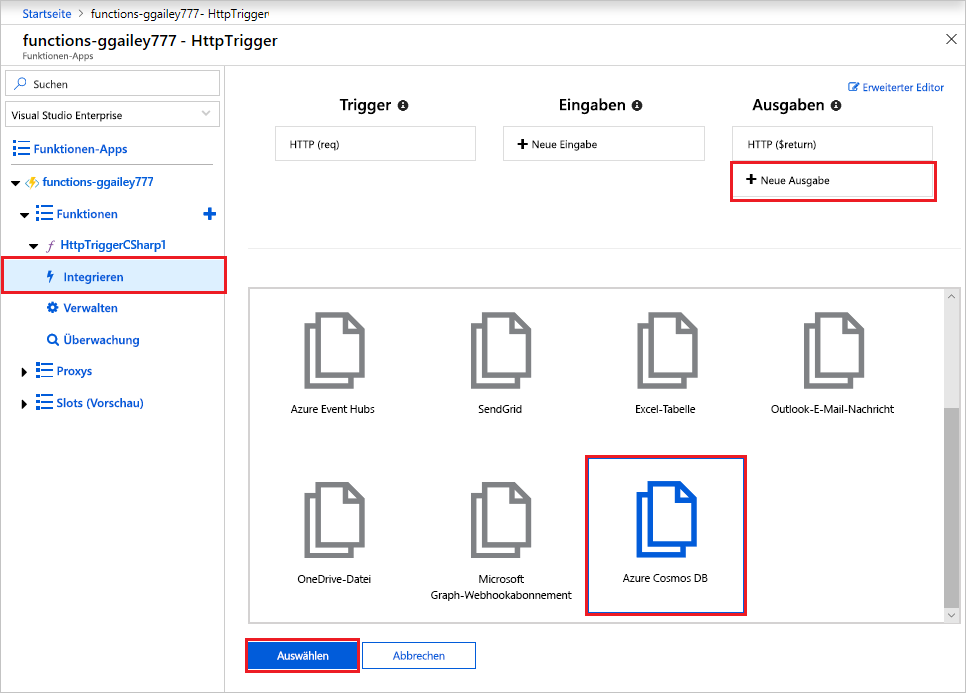 Startseite > functions-ggailey777- HttpTrigger
functions-ggailey777 - HttpTrigger
Funktionen-Apps
Suchen
Visual Studio Enterprise
Funktionen-Apps
functions-ggailey777
Funktionen
HttpTriggerCSharp1
Integrieren
Verwalten
Überwachung
Proxys
Slots (Vorschau)
Erweiterter Editor
Trigger
HTTP (req)
Eingaben
Neue Eingabe
Ausgaben
HTTP ($return)
Neue Ausgabe
Azure Event Hubs
SendGrid
Excel-Tabelle
Outlook-E-Mail-Nachricht
OneDrive-Datei
Microsoft
Graph-Webhookabonnement
Azure Cosmos DB
Auswählen
Abbrechen